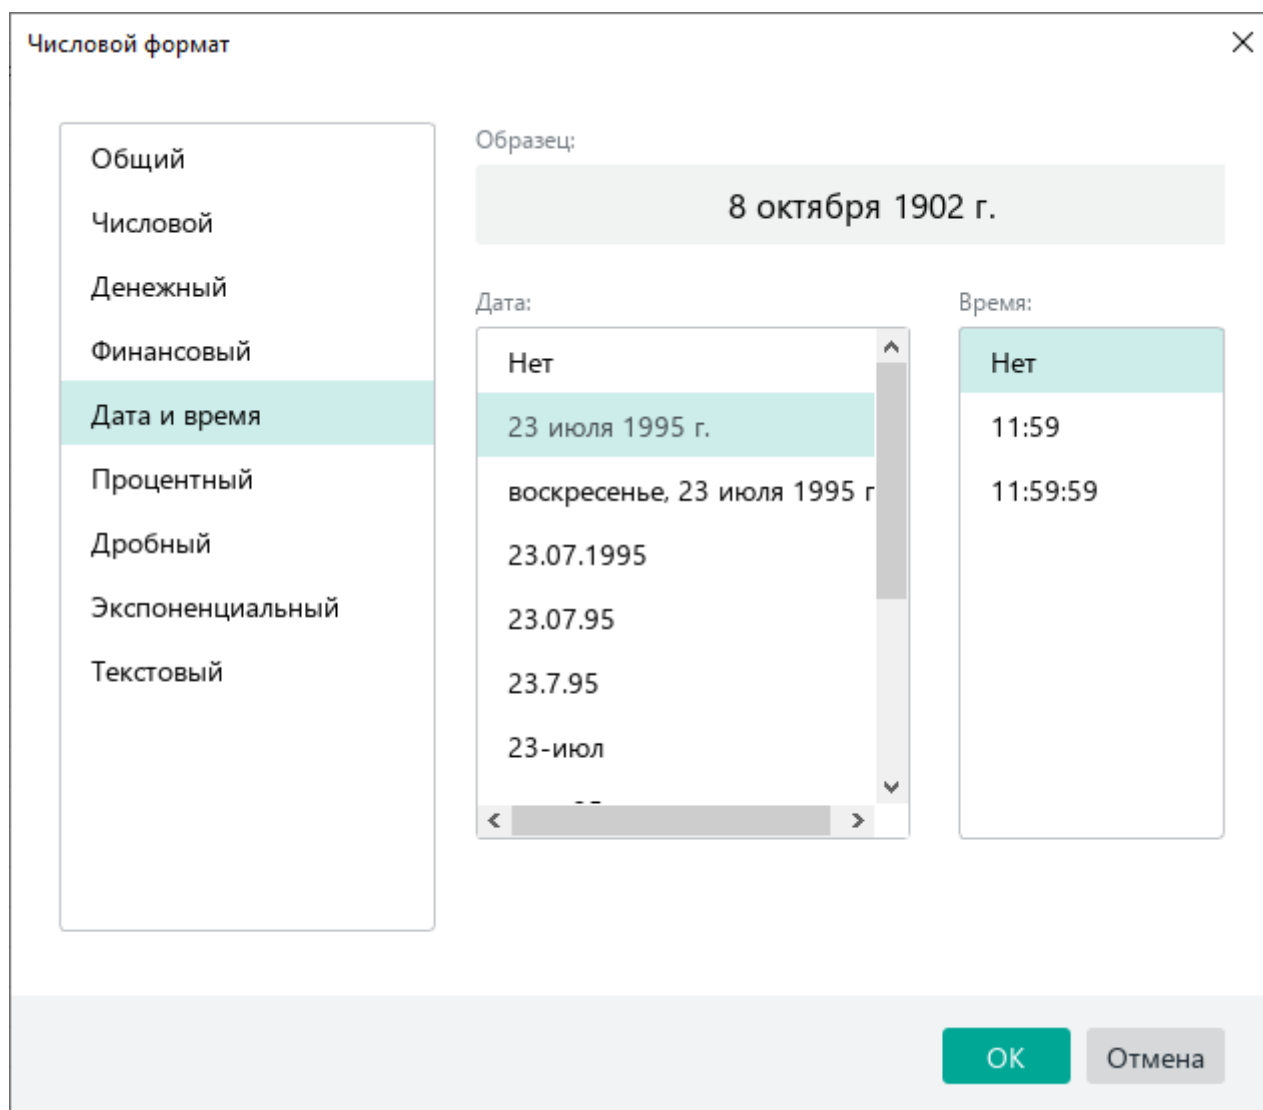 Числовой формат
Общий
Числовой
Денежный
Финансовый
Дата и время
Процентный
Дробный
Экспоненциальный
Текстовый
Образец:
8 октября 1902 г.
Дата:
Нет
23 июля 1995 г.
воскресенье, 23 июля 1995 г
23.07.1995
23.07.95
23.7.95
23-июл
Время:
Нет
11:59
11:59:59
ОК
Отмена